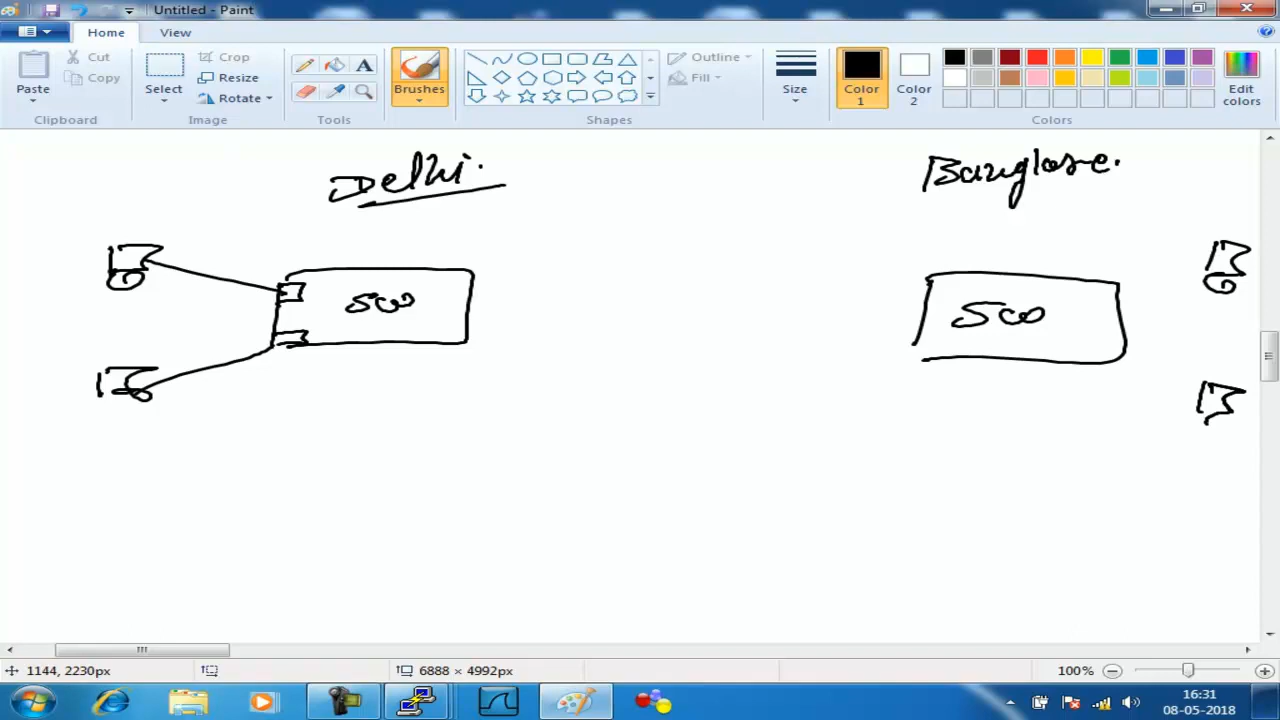 Untitled - Paint
Home View
Paste
Cut
Copy
Clipboard
Select
Crop
Resize
Rotate
Image
A
Tools
Brushes
Shapes
Outline
Fill
Size
Color 1
Color 2
Edit colors
Colors
Delhi.
Banglore.
SW
SW
1144, 2230px
6888 × 4992px
100%
16:31
08-05-2018